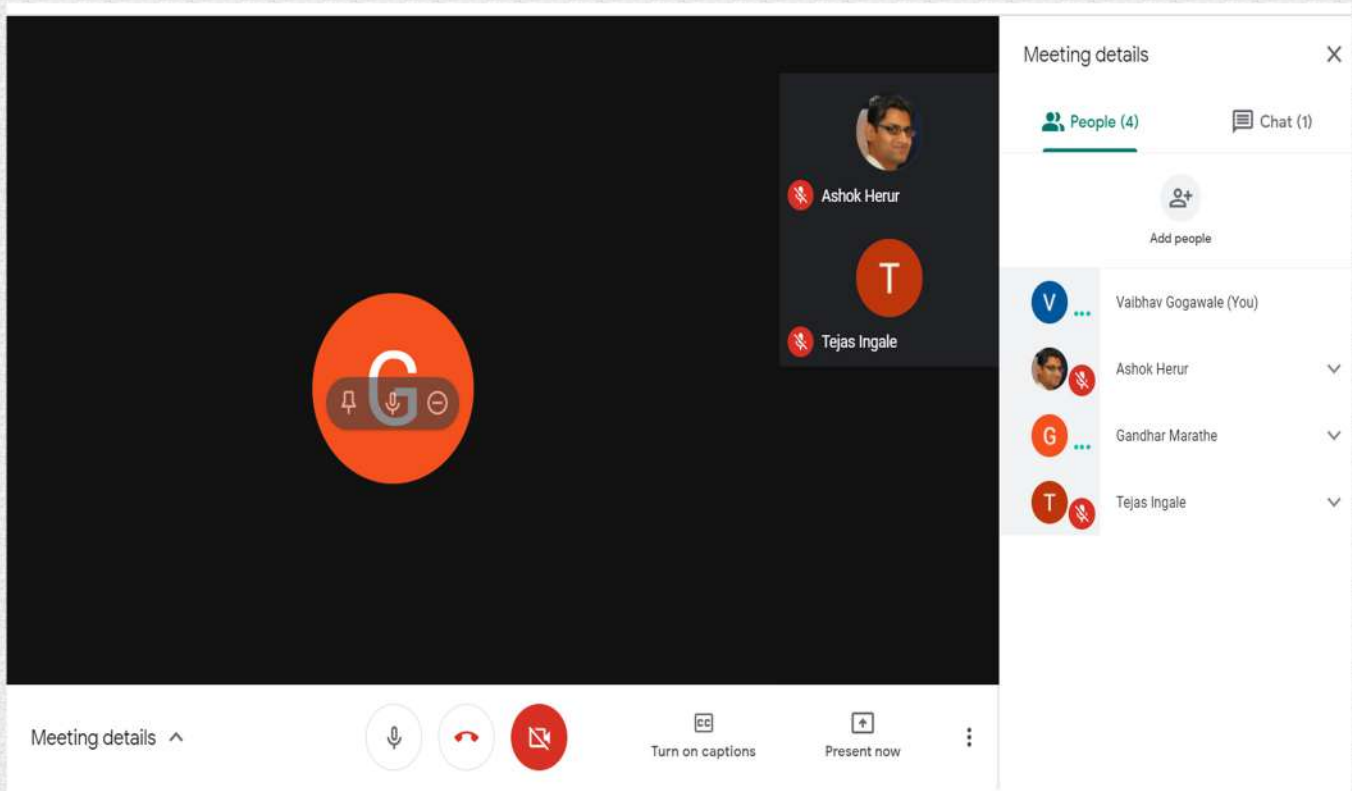 Meeting details
People (4)
Chat (1)
Add people
Ashok Herur
T
Tejas Ingale
G
V
Vaibhav Gogawale (You)
Ashok Herur
G
Gandhar Marathe
T
Tejas Ingale
Meeting details
CC
Turn on captions
Present now